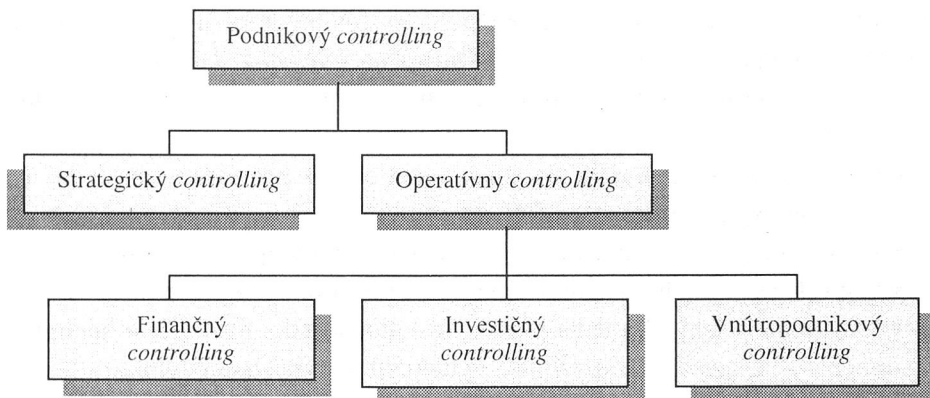 Podnikový controlling
Strategický controlling
Operatívny controlling
Finančný
controlling
Investičný
controlling
Vnútropodnikový
controlling